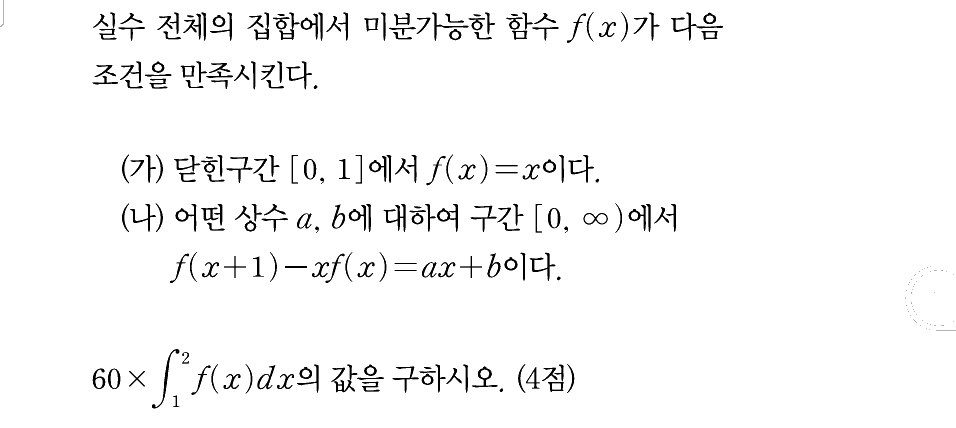 실수 전체의 집합에서 미분가능한 함수 f(x)가 다음
조건을 만족시킨다.
(가) 닫힌구간 [0, 1]에서 f(x)=x이다.
(나) 어떤 상수 a, b에 대하여 구간 [0, ∞)에서
f(x+1)-xf(x)=ax+b이다.
60×∫₁²f(x)dx의 값을 구하시오. (4점)